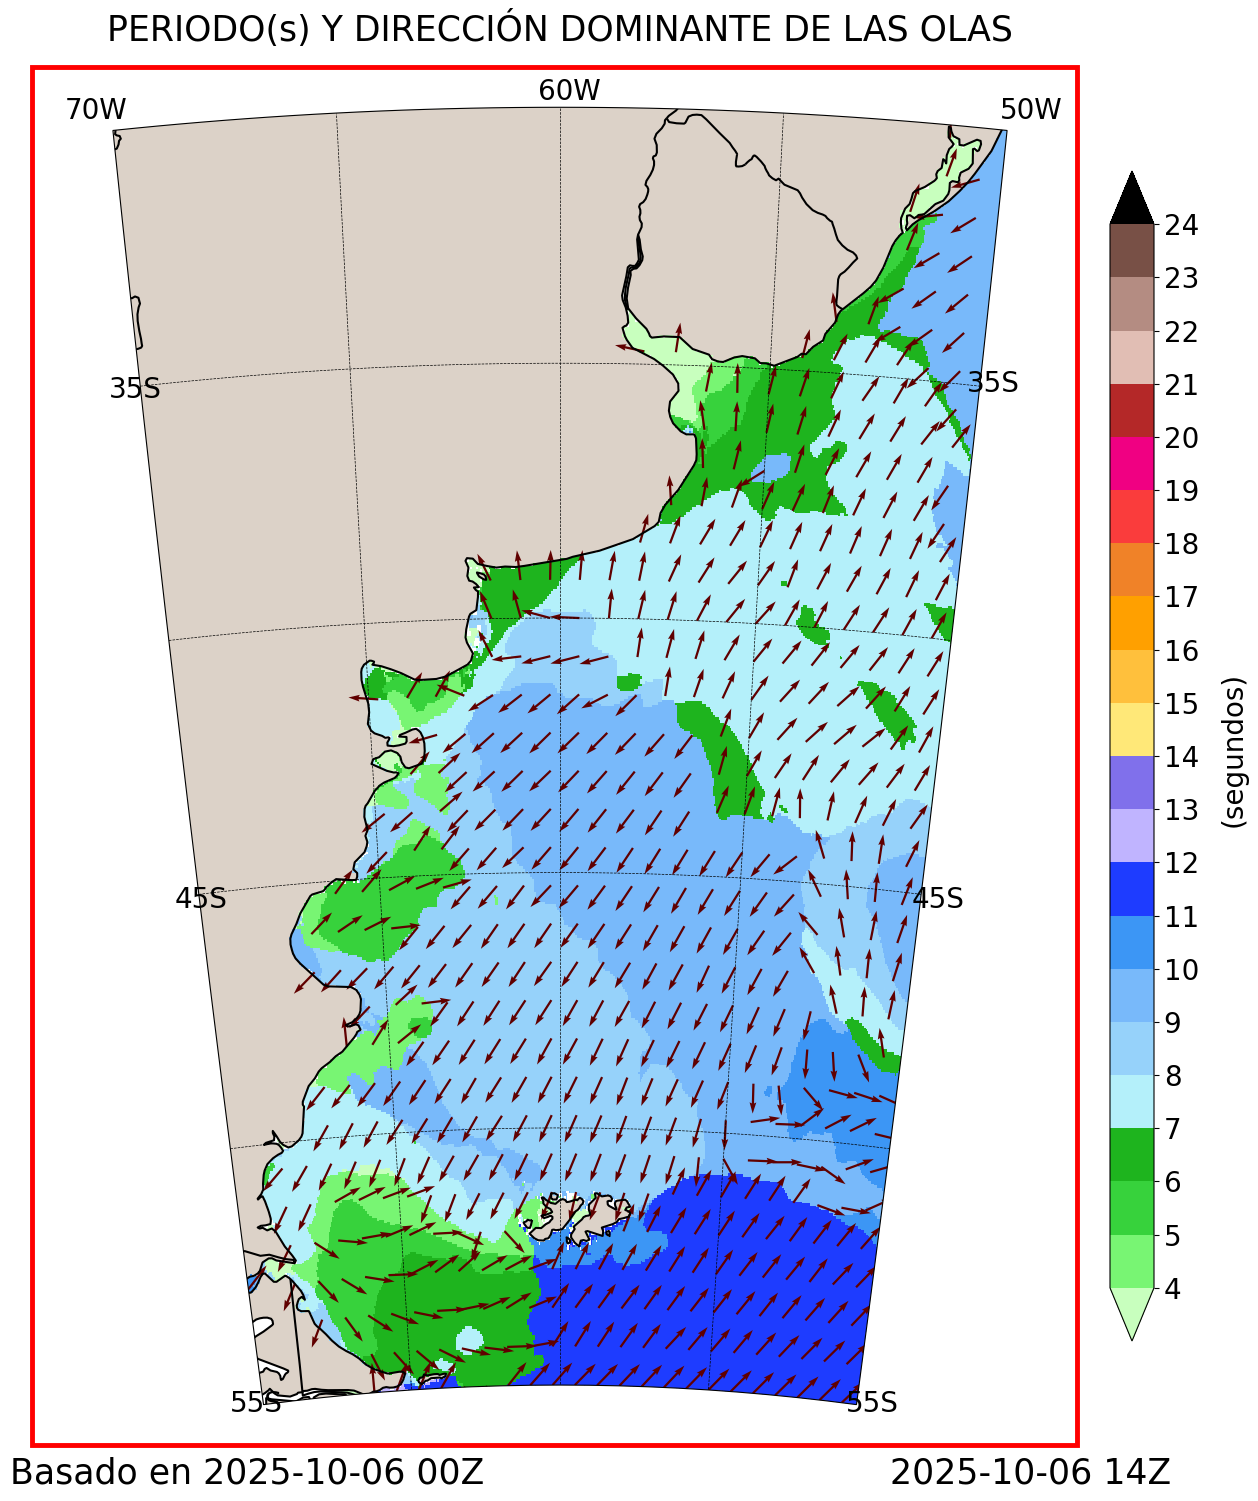 PERIODO(s) Y DIRECCIÓN DOMINANTE DE LAS OLAS
70W
60W
50W
35S
35S
45S
45S
55S
55S
24
23
22
21
20
19
18
17
16
15
14
13
12
11
10
9
8
7
6
5
4
(segundos)
Basado en 2025-10-06 00Z
2025-10-06 14Z